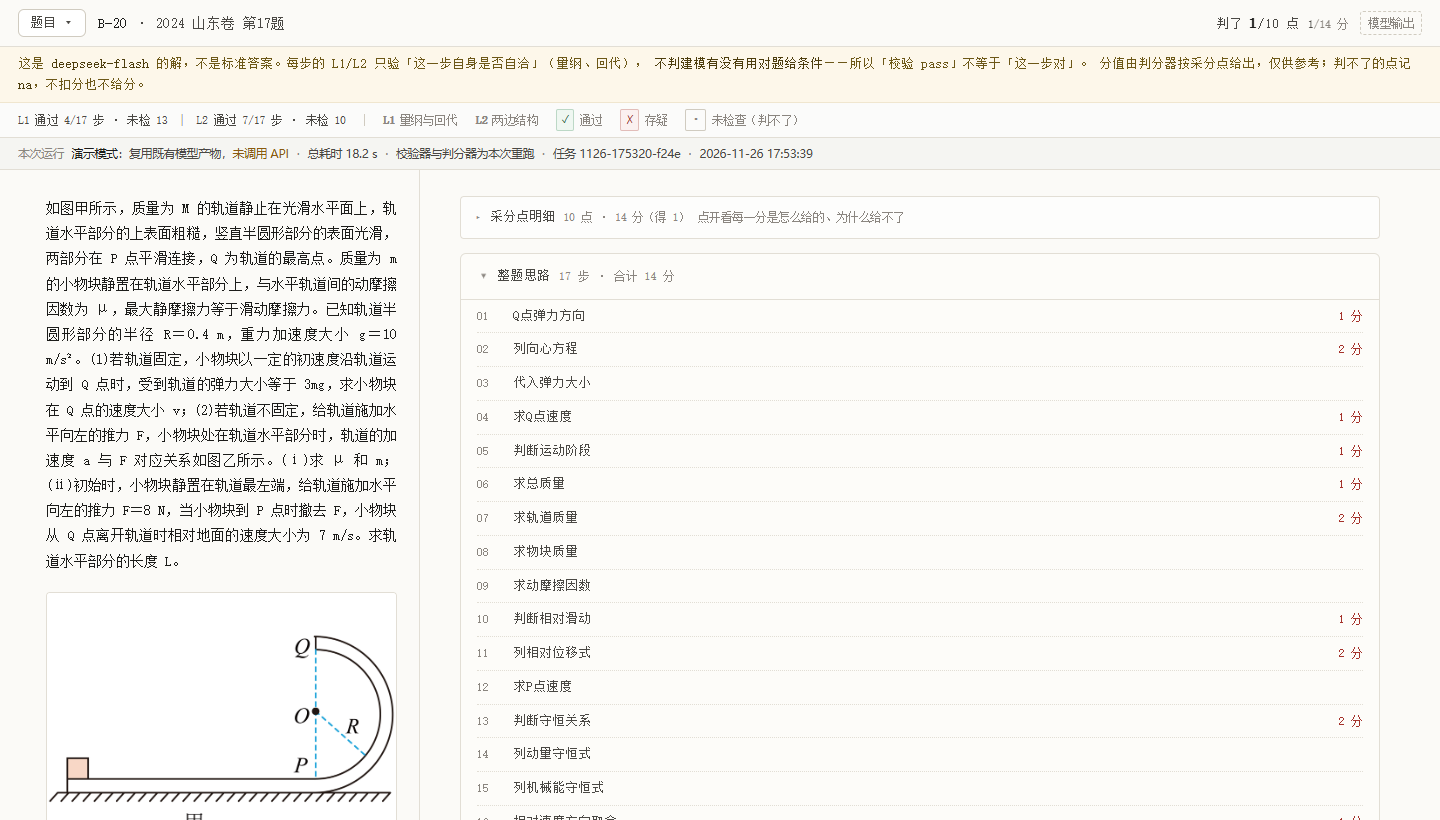 题目 ▾ B-20 · 2024 山东卷 第17题 判了 1/10 点 1/14 分 模型输出
这是 deepseek-flash 的解，不是标准答案。每步的 L1/L2 只验「这一步自身是否自洽」（量纲、回代）， 不判建模有没有用对题给条件——所以「校验 pass」不等于「这一步对」。 分值由判分器按采分点给出，仅供参考；判不了的点记
na，不扣分也不给分。
L1 通过 4/17 步 · 未检 13 | L2 通过 7/17 步 · 未检 10 | L1 量纲与回代 L2 两边结构 ✓ 通过 ✗ 存疑 · 未检查（判不了）
本次运行 演示模式：复用既有模型产物，未调用 API · 总耗时 18.2 s · 校验器与判分器为本次重跑 · 任务 1126-175320-f24e · 2026-11-26 17:53:39
如图甲所示，质量为 M 的轨道静止在光滑水平面上，轨
道水平部分的上表面粗糙，竖直半圆形部分的表面光滑，
两部分在 P 点平滑连接，Q 为轨道的最高点。质量为 m
的小物块静置在轨道水平部分上，与水平轨道间的动摩擦
因数为 μ，最大静摩擦力等于滑动摩擦力。已知轨道半
圆形部分的半径 R＝0.4 m，重力加速度大小 g＝10
m/s²。(1)若轨道固定，小物块以一定的初速度沿轨道运
动到 Q 点时，受到轨道的弹力大小等于 3mg，求小物块
在 Q 点的速度大小 v；(2)若轨道不固定，给轨道施加水
平向左的推力 F，小物块处在轨道水平部分时，轨道的加
速度 a 与 F 对应关系如图乙所示。(ⅰ)求 μ 和 m；
(ⅱ)初始时，小物块静置在轨道最左端，给轨道施加水平
向左的推力 F＝8 N，当小物块到 P 点时撤去 F，小物块
从 Q 点离开轨道时相对地面的速度大小为 7 m/s。求轨
道水平部分的长度 L。
Q
O
R
P
▸ 采分点明细 10 点 · 14 分（得 1） 点开看每一分是怎么给的、为什么给不了
▾ 整题思路 17 步 · 合计 14 分
01 Q点弹力方向 1 分
02 列向心方程 2 分
03 代入弹力大小
04 求Q点速度 1 分
05 判断运动阶段 1 分
06 求总质量 1 分
07 求轨道质量 2 分
08 求物块质量
09 求动摩擦因数
10 判断相对滑动 1 分
11 列相对位移式 2 分
12 求P点速度
13 判断守恒关系 2 分
14 列动量守恒式
15 列机械能守恒式